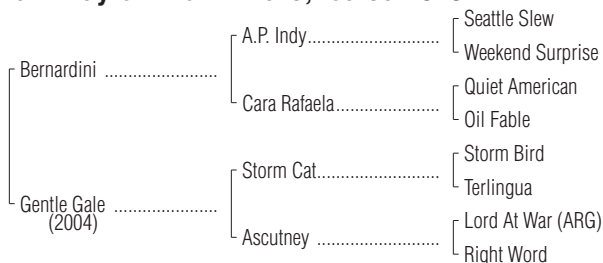 Seattle Slew
A.P. Indy
Weekend Surprise
Bernardini
Quiet American
Cara Rafaela
Oil Fable
Storm Bird
Storm Cat
Terlingua
Gentle Gale
(2004)
Lord At War (ARG)
Ascutney
Right Word